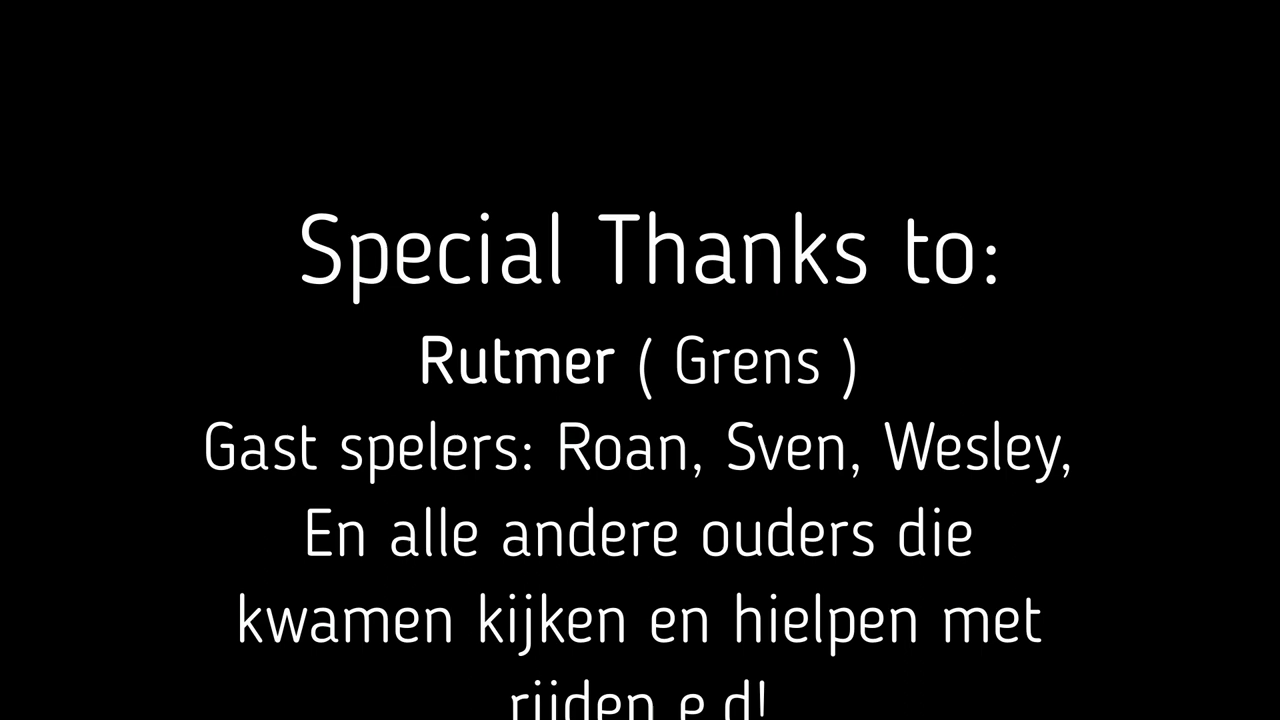 Special Thanks to:
Rutmer ( Grens )
Gast spelers: Roan, Sven, Wesley,
En alle andere ouders die
kwamen kijken en hielpen met
rijden e.d!